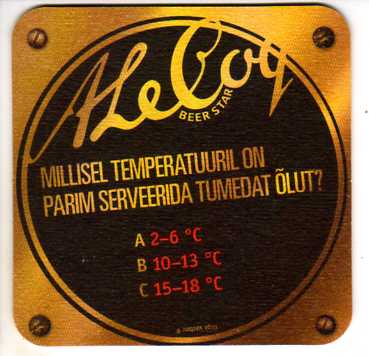 A Le Coq
BEER STAR
MILLISEL TEMPERATUURIL ON
PARIM SERVEERIDA TUMEDAT ÕLUT?
A 2–6 °C
B 10–13 °C
C 15–18 °C